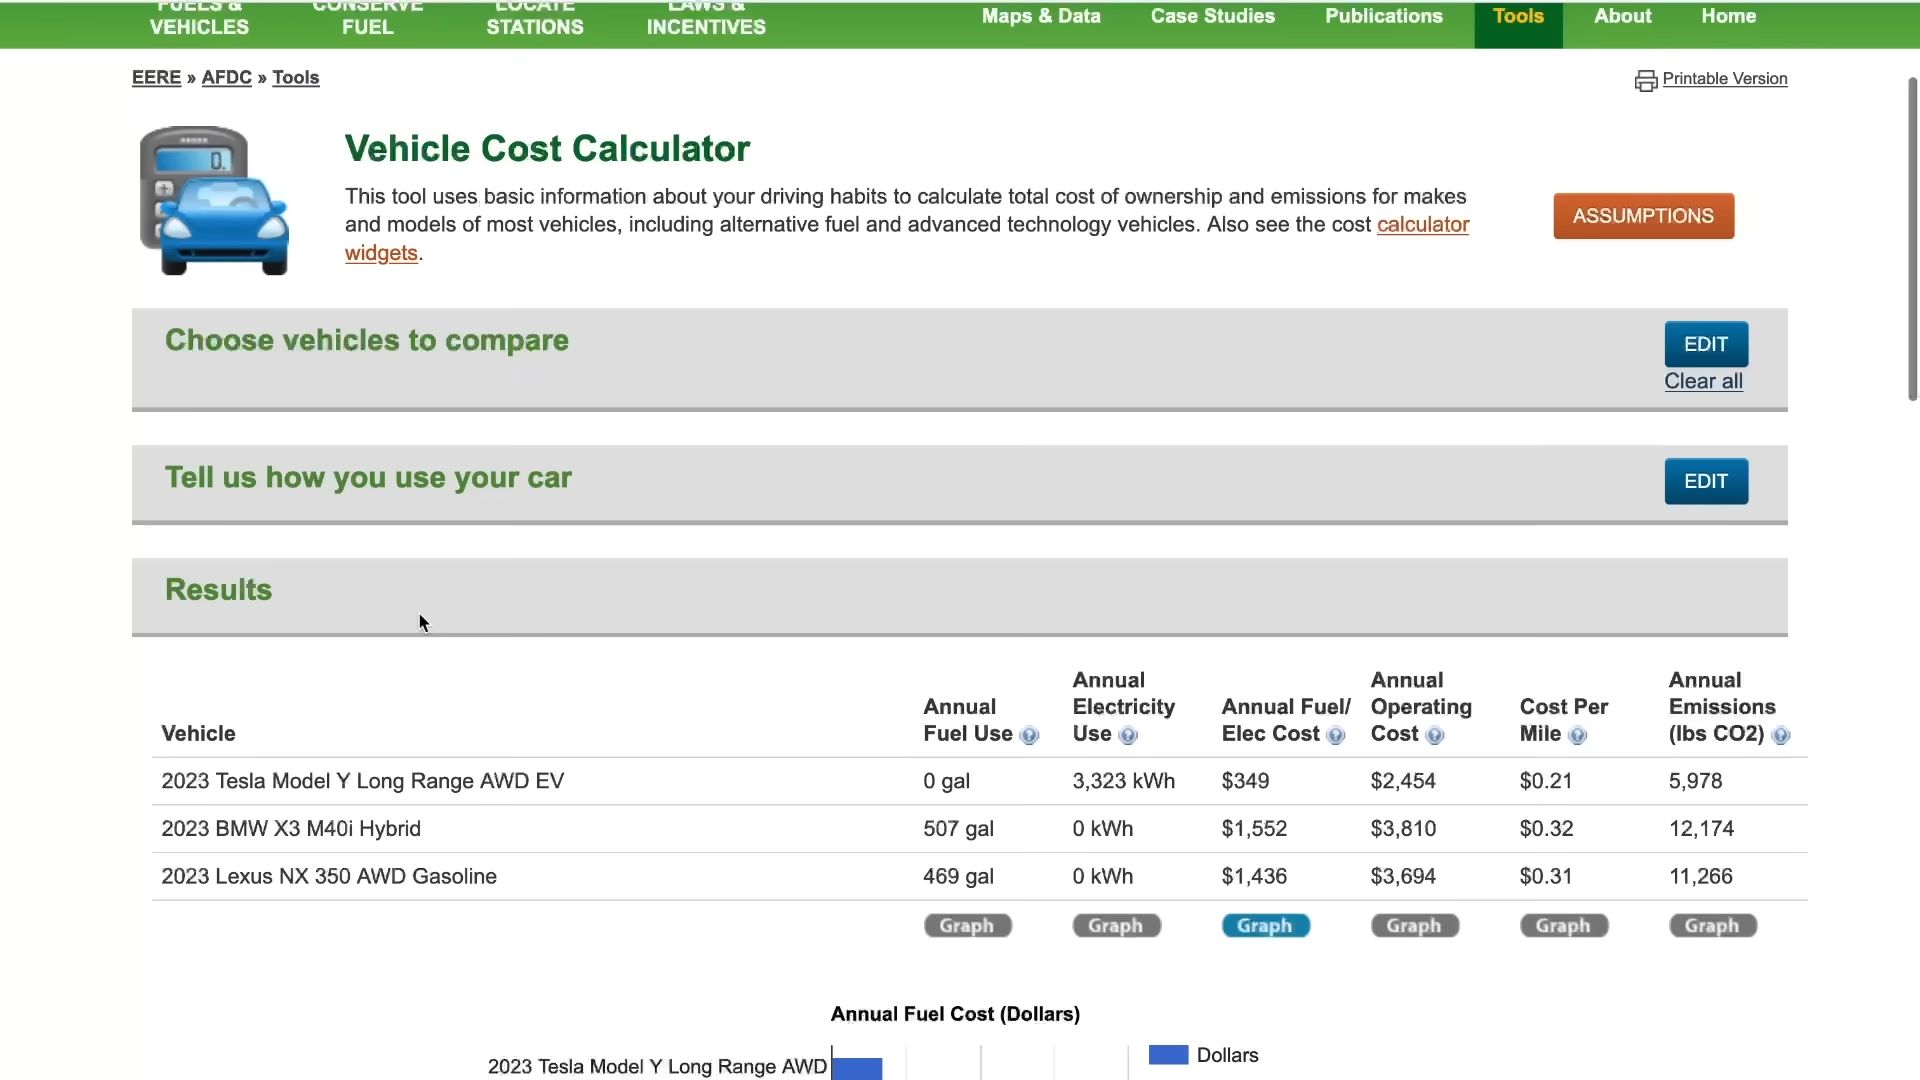 FUELS & VEHICLES
CONSERVE FUEL
LOCATE STATIONS
LAWS & INCENTIVES
Maps & Data
Case Studies
Publications
Tools
About
Home
EERE » AFDC » Tools
Printable Version
0.
Vehicle Cost Calculator
This tool uses basic information about your driving habits to calculate total cost of ownership and emissions for makes
and models of most vehicles, including alternative fuel and advanced technology vehicles. Also see the cost calculator
widgets.
ASSUMPTIONS
Choose vehicles to compare
EDIT
Clear all
Tell us how you use your car
EDIT
Results
Vehicle
Annual Fuel Use ?
Annual Electricity Use ?
Annual Fuel/ Elec Cost ?
Annual Operating Cost ?
Cost Per Mile ?
Annual Emissions (lbs CO2) ?
2023 Tesla Model Y Long Range AWD EV 0 gal 3,323 kWh $349 $2,454 $0.21 5,978
2023 BMW X3 M40i Hybrid 507 gal 0 kWh $1,552 $3,810 $0.32 12,174
2023 Lexus NX 350 AWD Gasoline 469 gal 0 kWh $1,436 $3,694 $0.31 11,266
Graph Graph Graph Graph Graph Graph
Annual Fuel Cost (Dollars)
2023 Tesla Model Y Long Range AWD
Dollars